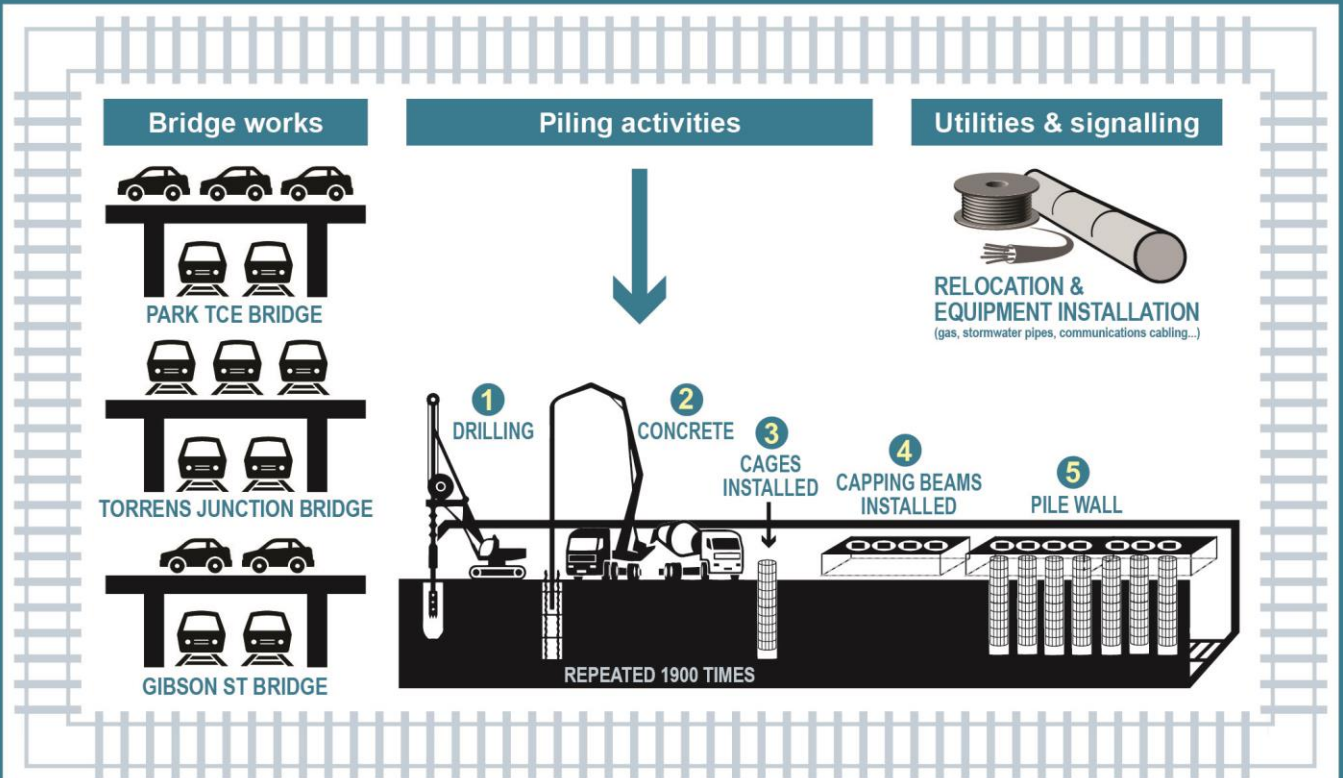 Bridge works
PARK TCE BRIDGE
TORRENS JUNCTION BRIDGE
GIBSON ST BRIDGE
Piling activities
1
DRILLING
2
CONCRETE
3
CAGES
INSTALLED
4
CAPPING BEAMS
INSTALLED
5
PILE WALL
REPEATED 1900 TIMES
Utilities & signalling
RELOCATION &
EQUIPMENT INSTALLATION
(gas, stormwater pipes, communications cabling...)